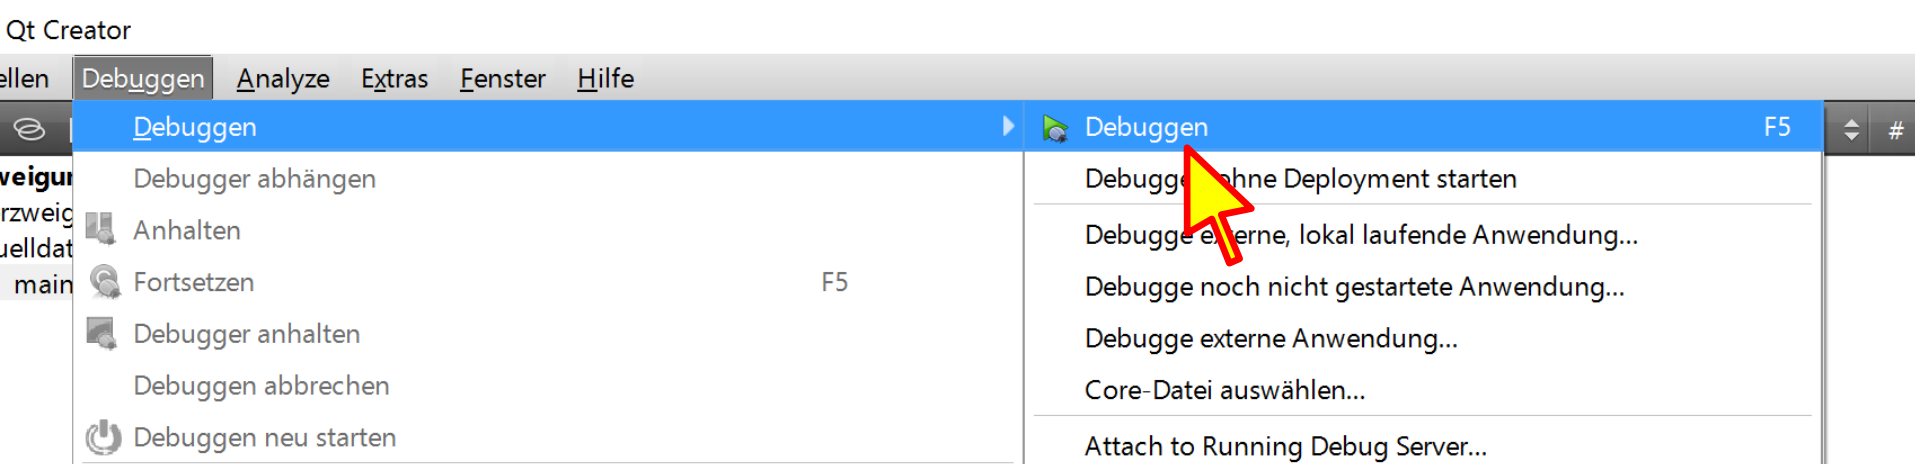 Qt Creator
ellen Debuggen Analyze Extras Fenster Hilfe
Debuggen
Debugger abhängen
Anhalten
Fortsetzen F5
Debugger anhalten
Debuggen abbrechen
Debuggen neu starten
Debuggen F5
Debugge ohne Deployment starten
Debugge externe, lokal laufende Anwendung...
Debugge noch nicht gestartete Anwendung...
Debugge externe Anwendung...
Core-Datei auswählen...
Attach to Running Debug Server...
#
weigur
rzweig
uelldat
main